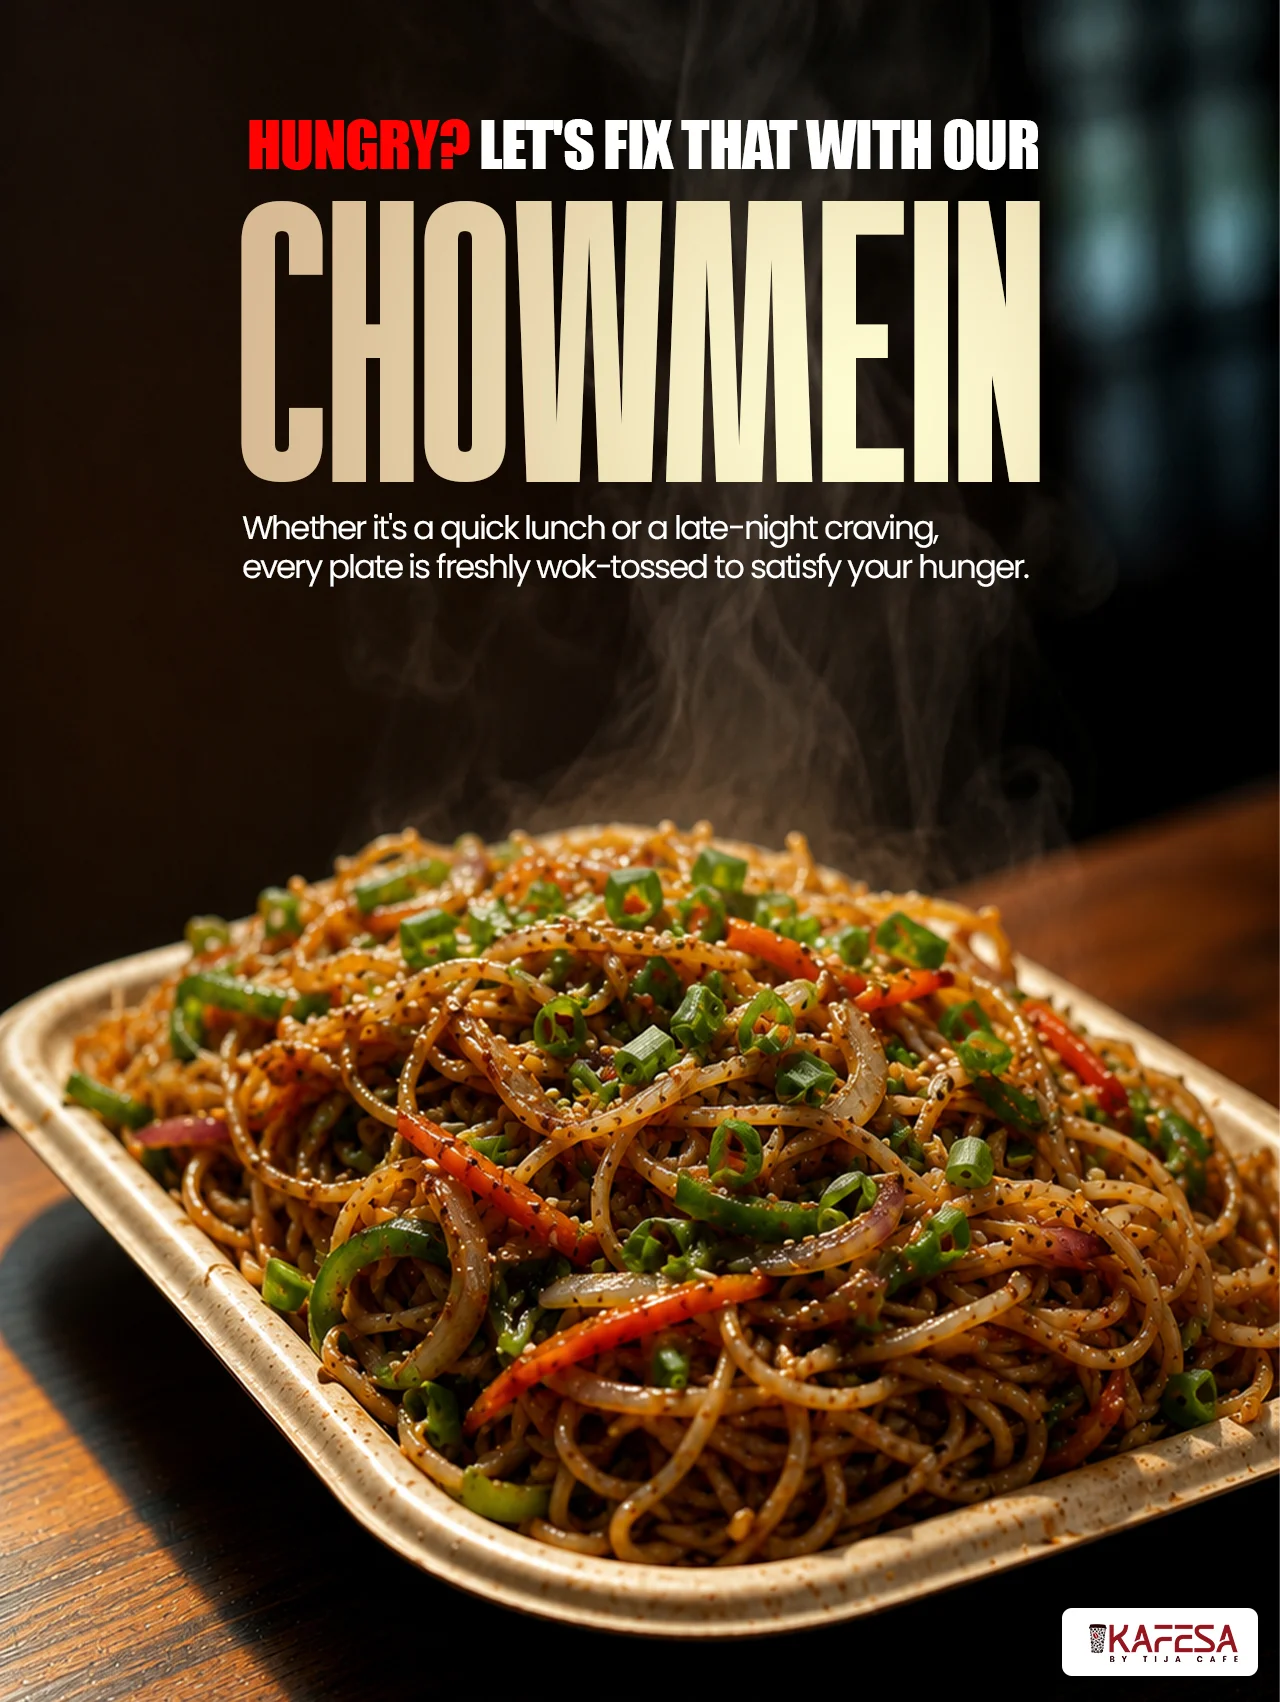 HUNGRY? LET'S FIX THAT WITH OUR
CHOWMEIN
Whether it's a quick lunch or a late-night craving,
every plate is freshly wok-tossed to satisfy your hunger.
KAFESA
BY TIJA CAFE